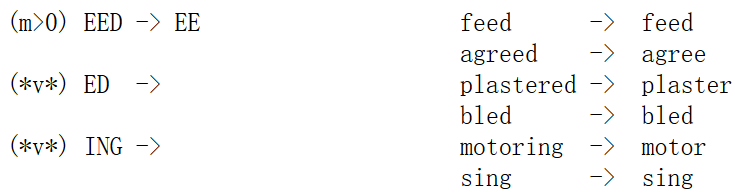 (m>0) EED -> EE feed -> feed
agreed -> agree
(*v*) ED -> plastered -> plaster
bled -> bled
(*v*) ING -> motoring -> motor
sing -> sing